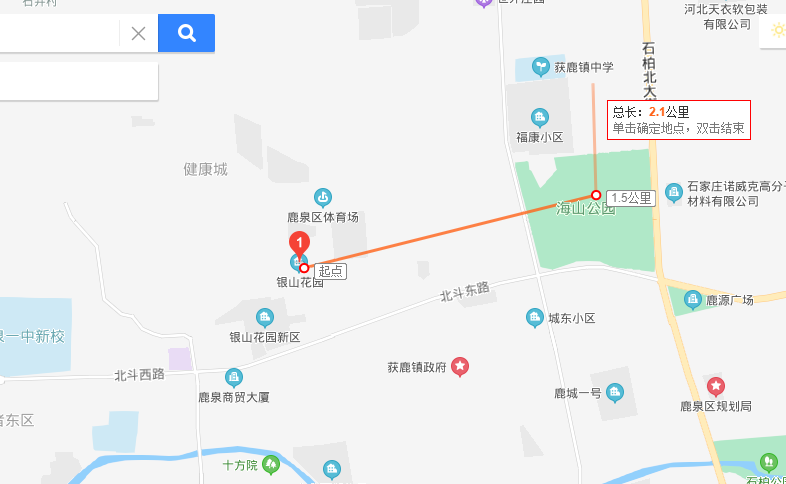 河北天衣软包装
有限公司
石柏北大
获鹿镇中学
总长：2.1公里
单击确定地点，双击结束
福康小区
健康城
石家庄诺威克高分子
材料有限公司
1.5公里
海山公园
鹿泉区体育场
1
起点
银山花园
北斗东路
鹿源广场
城东小区
银山花园新区
泉一中新校
获鹿镇政府
北斗西路
鹿城一号
鹿泉商贸大厦
鹿泉区规划局
者东区
十方院